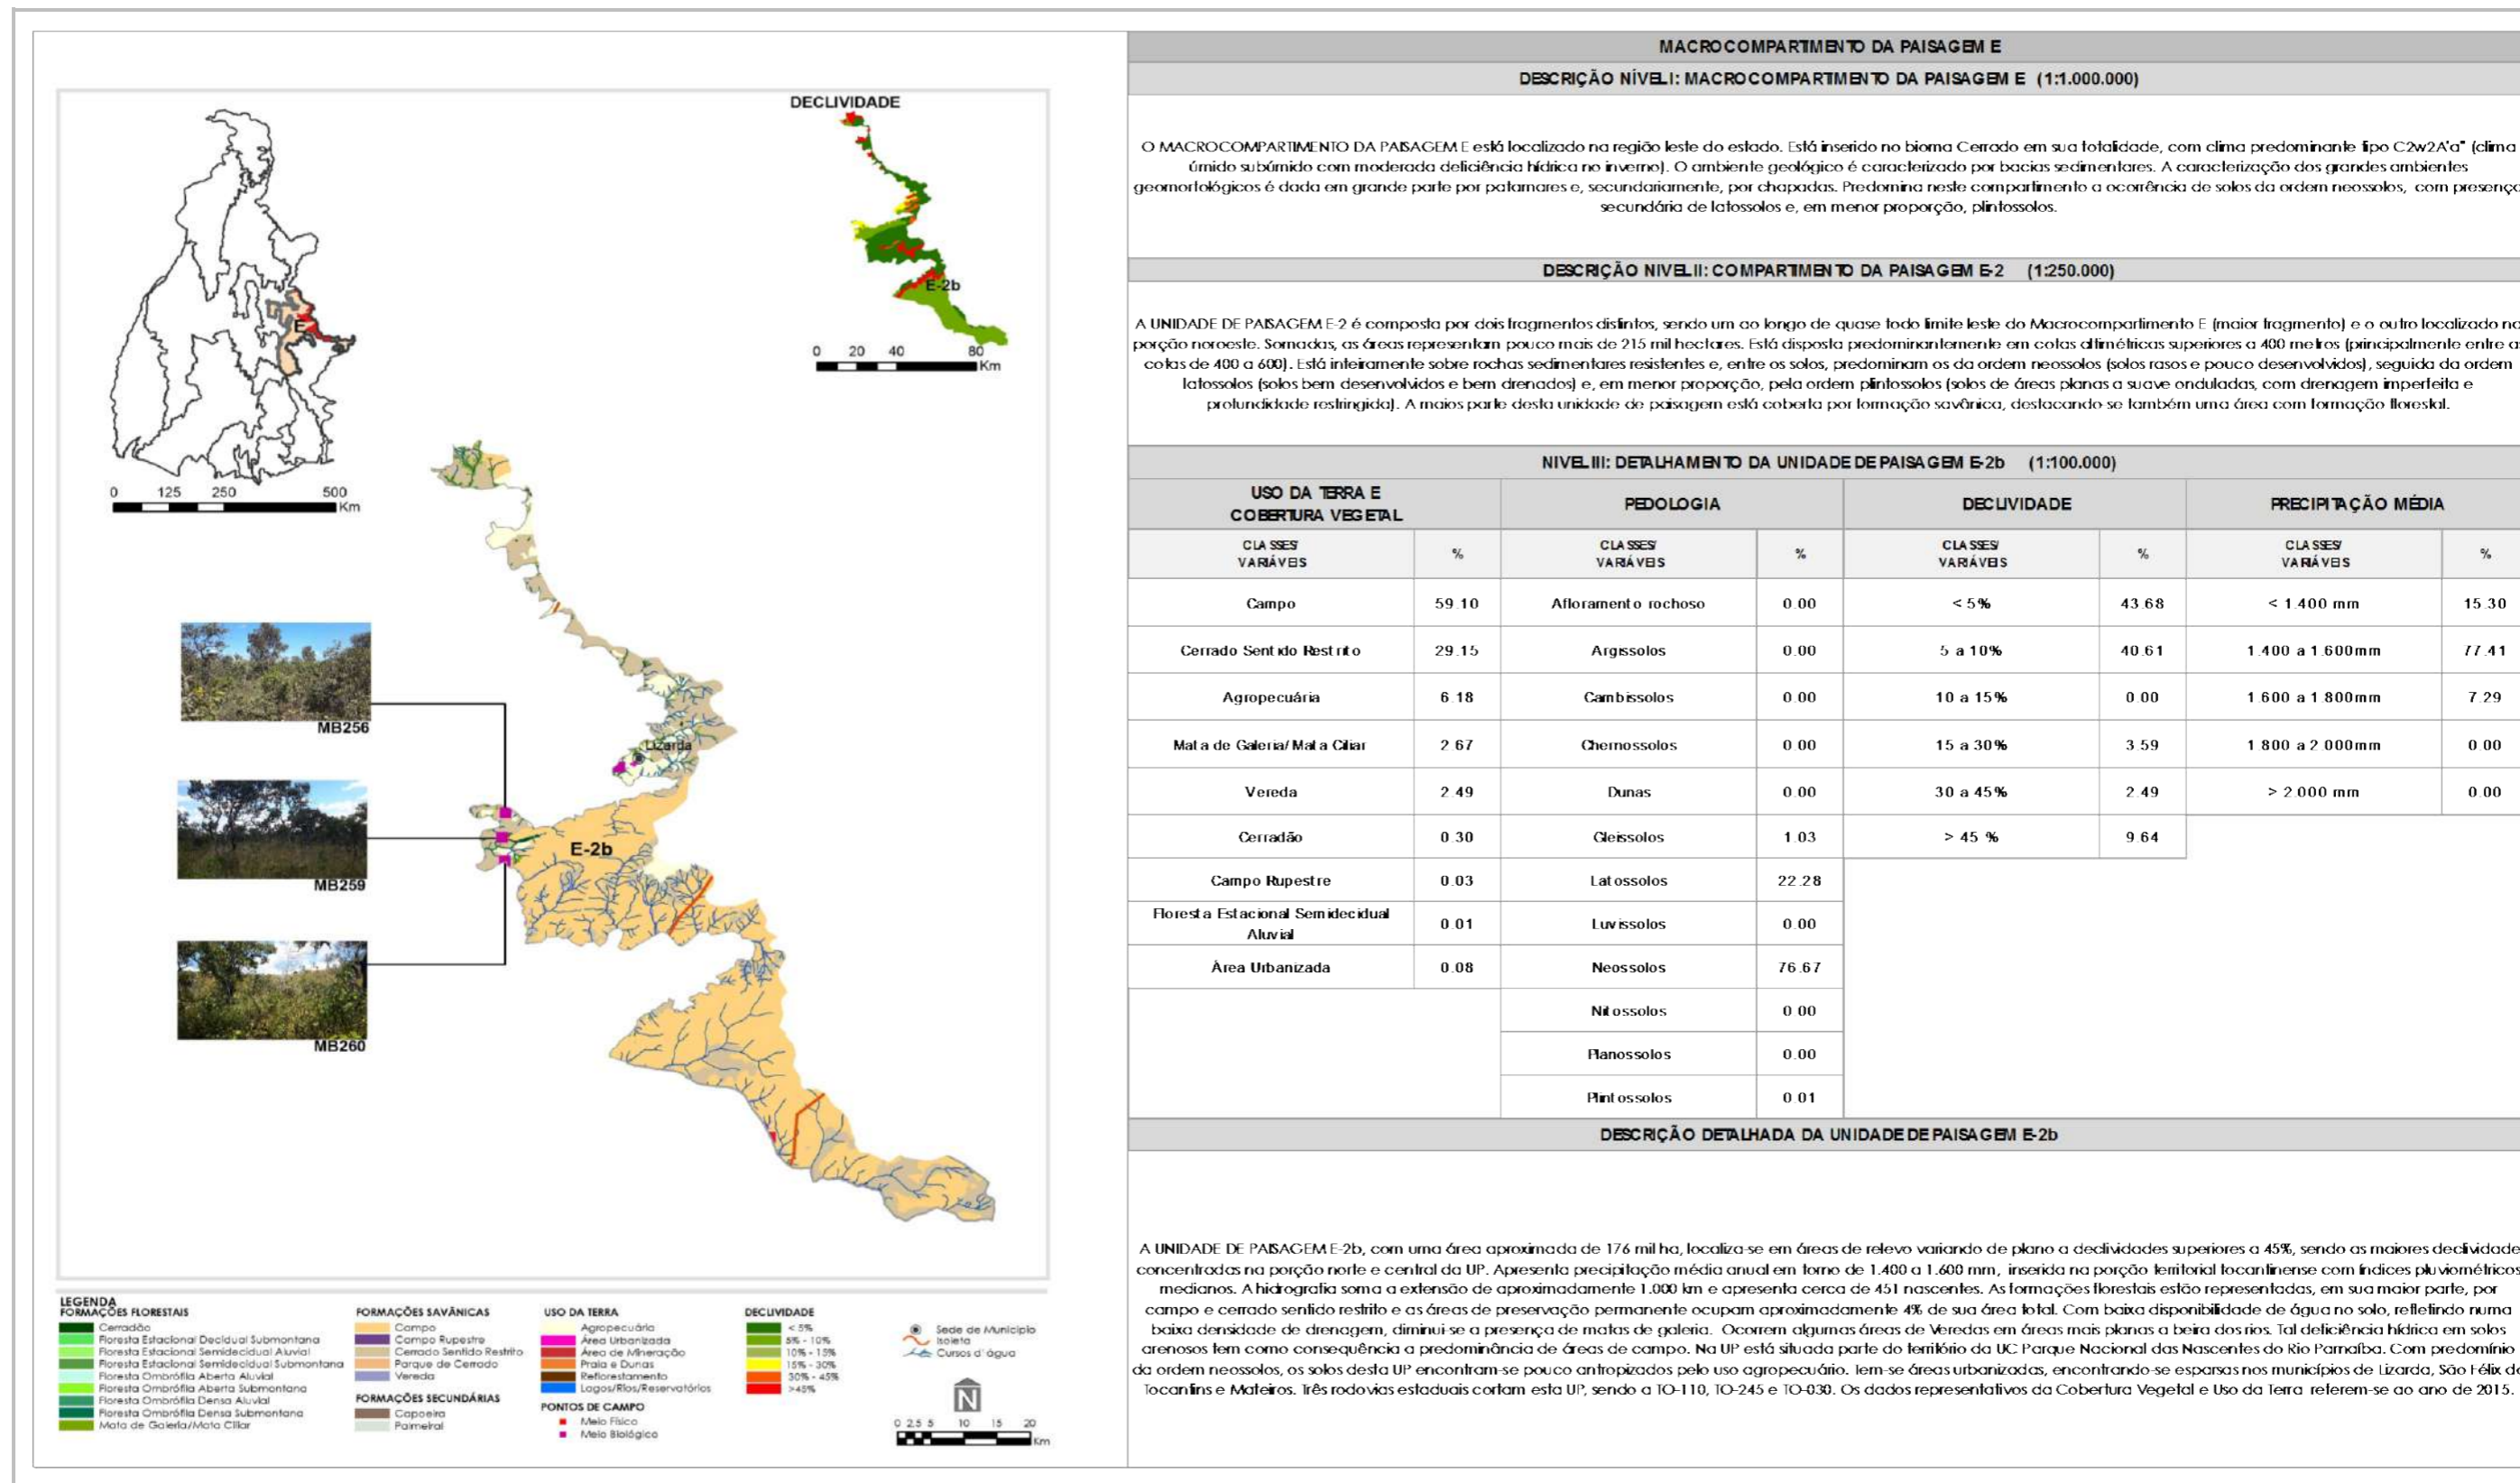 DECLIVIDADE
E-2b
0 20 40 80
Km
E
0 125 250 500
Km
MB256
MB259
MB260
Lizarda
E-2b
LEGENDA
FORMAÇÕES FLORESTAIS
Cerradão
Floresta Estacional Decidual Submontana
Floresta Estacional Semidecidual Aluvial
Floresta Estacional Semidecidual Submontana
Floresta Ombrófila Aberta Aluvial
Floresta Ombrófila Aberta Submontana
Floresta Ombrófila Densa Aluvial
Floresta Ombrófila Densa Submontana
Mata de Galeria/Mata Ciliar
FORMAÇÕES SAVÂNICAS
Campo
Campo Rupestre
Cerrado Sentido Restrito
Parque de Cerrado
Vereda
FORMAÇÕES SECUNDÁRIAS
Capoeira
Palmeiral
USO DA TERRA
Agropecuária
Área Urbanizada
Área de Mineração
Praia e Dunas
Reflorestamento
Lagos/Rios/Reservatórios
PONTOS DE CAMPO
Meio Físico
Meio Biológico
DECLIVIDADE
< 5%
5% - 10%
10% - 15%
15% - 30%
30% - 45%
>45%
Sede de Município
Isoieta
Cursos d'água
N
0 2,5 5 10 15 20
Km
MACROCOMPARTIMENTO DA PAISAGEM E
DESCRIÇÃO NÍVEL I: MACROCOMPARTIMENTO DA PAISAGEM E (1:1.000.000)
O MACROCOMPARTIMENTO DA PAISAGEM E está localizado na região leste do estado. Está inserido no bioma Cerrado em sua totalidade, com clima predominante tipo C2w2A'a" (clima
úmido subúmido com moderada deficiência hídrica no inverno). O ambiente geológico é caracterizado por bacias sedimentares. A caracterização dos grandes ambientes
geomorfológicos é dada em grande parte por patamares e, secundariamente, por chapadas. Predomina neste compartimento a ocorrência de solos da ordem neossolos, com presença
secundária de latossolos e, em menor proporção, plintossolos.
DESCRIÇÃO NIVEL II: COMPARTIMENTO DA PAISAGEM E-2 (1:250.000)
A UNIDADE DE PAISAGEM E-2 é composta por dois fragmentos distintos, sendo um ao longo de quase todo limite leste do Macrocompartimento E (maior fragmento) e o outro localizado na
porção noroeste. Somadas, as áreas representam pouco mais de 215 mil hectares. Está disposta predominantemente em cotas altimétricas superiores a 400 metros (principalmente entre as
cotas de 400 a 600). Está inteiramente sobre rochas sedimentares resistentes e, entre os solos, predominam os da ordem neossolos (solos rasos e pouco desenvolvidos), seguida da ordem
latossolos (solos bem desenvolvidos e bem drenados) e, em menor proporção, pela ordem plintossolos (solos de áreas planas a suave onduladas, com drenagem imperfeita e
profundidade restringida). A maios parte desta unidade de paisagem está coberta por formação savânica, destacando se também uma área com formação florestal.
NIVEL III: DETALHAMENTO DA UNIDADE DE PAISAGEM E-2b (1:100.000)
USO DA TERRA E COBERTURA VEGETAL PEDOLOGIA DECLIVIDADE PRECIPITAÇÃO MÉDIA
CLASSES/ VARIÁVEIS % CLASSES/ VARIÁVEIS % CLASSES/ VARIÁVEIS % CLASSES/ VARIÁVEIS %
Campo 59.10 Afloramento rochoso 0.00 < 5% 43.68 < 1.400 mm 15.30
Cerrado Sentido Restrito 29.15 Argissolos 0.00 5 a 10% 40.61 1.400 a 1.600mm 77.41
Agropecuária 6.18 Cambissolos 0.00 10 a 15% 0.00 1.600 a 1.800mm 7.29
Mata de Galeria/Mata Ciliar 2.67 Chernossolos 0.00 15 a 30% 3.59 1.800 a 2.000mm 0.00
Vereda 2.49 Dunas 0.00 30 a 45% 2.49 > 2.000 mm 0.00
Cerradão 0.30 Gleissolos 1.03 > 45 % 9.64
Campo Rupestre 0.03 Latossolos 22.28
Floresta Estacional Semidecidual Aluvial 0.01 Luvissolos 0.00
Área Urbanizada 0.08 Neossolos 76.67
Nitossolos 0.00
Planossolos 0.00
Plintossolos 0.01
DESCRIÇÃO DETALHADA DA UNIDADE DE PAISAGEM E-2b
A UNIDADE DE PAISAGEM E-2b, com uma área aproximada de 176 mil ha, localiza-se em áreas de relevo variando de plano a declividades superiores a 45%, sendo as maiores declividade
concentradas na porção norte e central da UP. Apresenta precipitação média anual em torno de 1.400 a 1.600 mm, inserida na porção territorial tocantinense com índices pluviométricos
medianos. A hidrografia soma a extensão de aproximadamente 1.000 km e apresenta cerca de 451 nascentes. As formações florestais estão representadas, em sua maior parte, por
campo e cerrado sentido restrito e as áreas de preservação permanente ocupam aproximadamente 4% de sua área total. Com baixa disponibilidade de água no solo, refletindo numa
baixa densidade de drenagem, diminui-se a presença de matas de galeria. Ocorrem algumas áreas de Veredas em áreas mais planas a beira dos rios. Tal deficiência hídrica em solos
arenosos tem como consequência a predominância de áreas de campo. Na UP está situada parte do território da UC Parque Nacional das Nascentes do Rio Parnaíba. Com predomínio
da ordem neossolos, os solos desta UP encontram-se pouco antropizados pelo uso agropecuário. Tem-se áreas urbanizadas, encontrando-se esparsas nos municípios de Lizarda, São Félix do
Tocantins e Mateiros. Três rodovias estaduais cortam esta UP, sendo a TO-110, TO-245 e TO-030. Os dados representativos da Cobertura Vegetal e Uso da Terra referem-se ao ano de 2015.